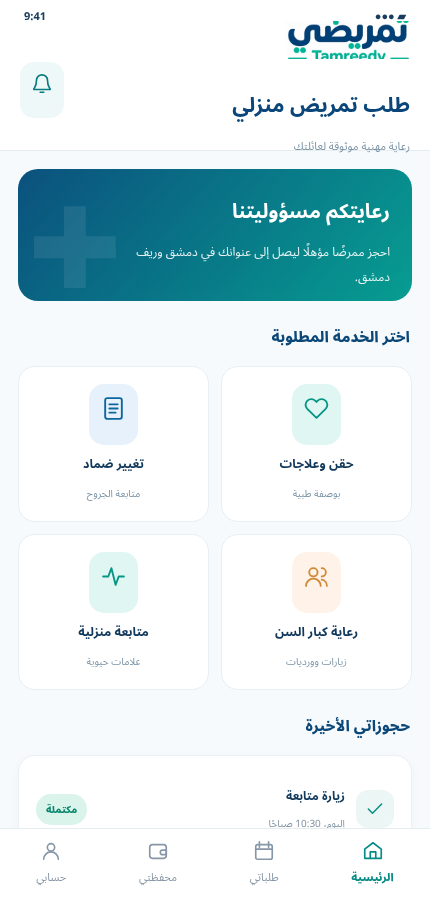 9:41
تمريضي
Tamreedy
طلب تمريض منزلي
رعاية مهنية موثوقة لعائلتك
رعايتكم مسؤوليتنا
احجز ممرضًا مؤهلًا ليصل إلى عنوانك في دمشق وريف
دمشق.
اختر الخدمة المطلوبة
حقن وعلاجات
بوصفة طبية
تغيير ضماد
متابعة الجروح
رعاية كبار السن
زيارات وورديات
متابعة منزلية
علامات حيوية
حجوزاتي الأخيرة
زيارة متابعة
اليوم، 10:30 صباحًا
مكتملة
الرئيسية
طلباتي
محفظتي
حسابي